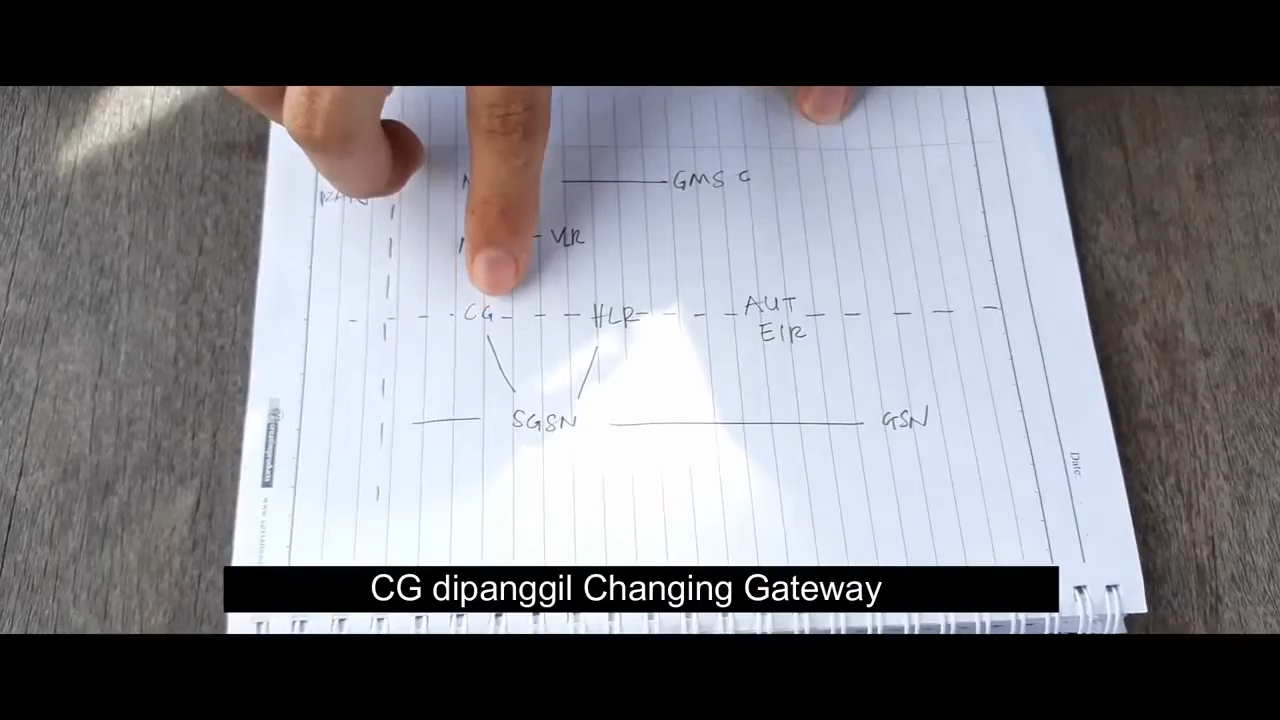 GMS C
VLR
CG
HLR
AUT
EIR
SGSN
GSN
Date:
CG dipanggil Changing Gateway